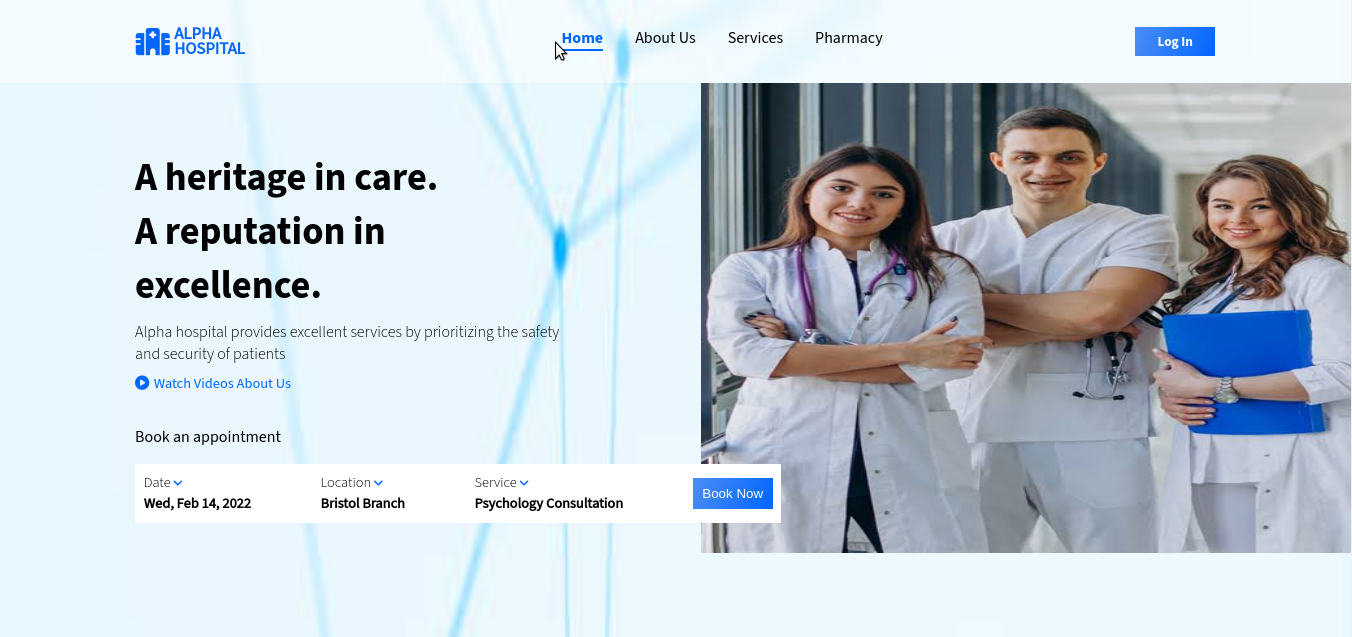 ALPHA
HOSPITAL
Home About Us Services Pharmacy
Log In
A heritage in care.
A reputation in
excellence.
Alpha hospital provides excellent services by prioritizing the safety
and security of patients
Watch Videos About Us
Book an appointment
Date Location Service
Wed, Feb 14, 2022 Bristol Branch Psychology Consultation
Book Now